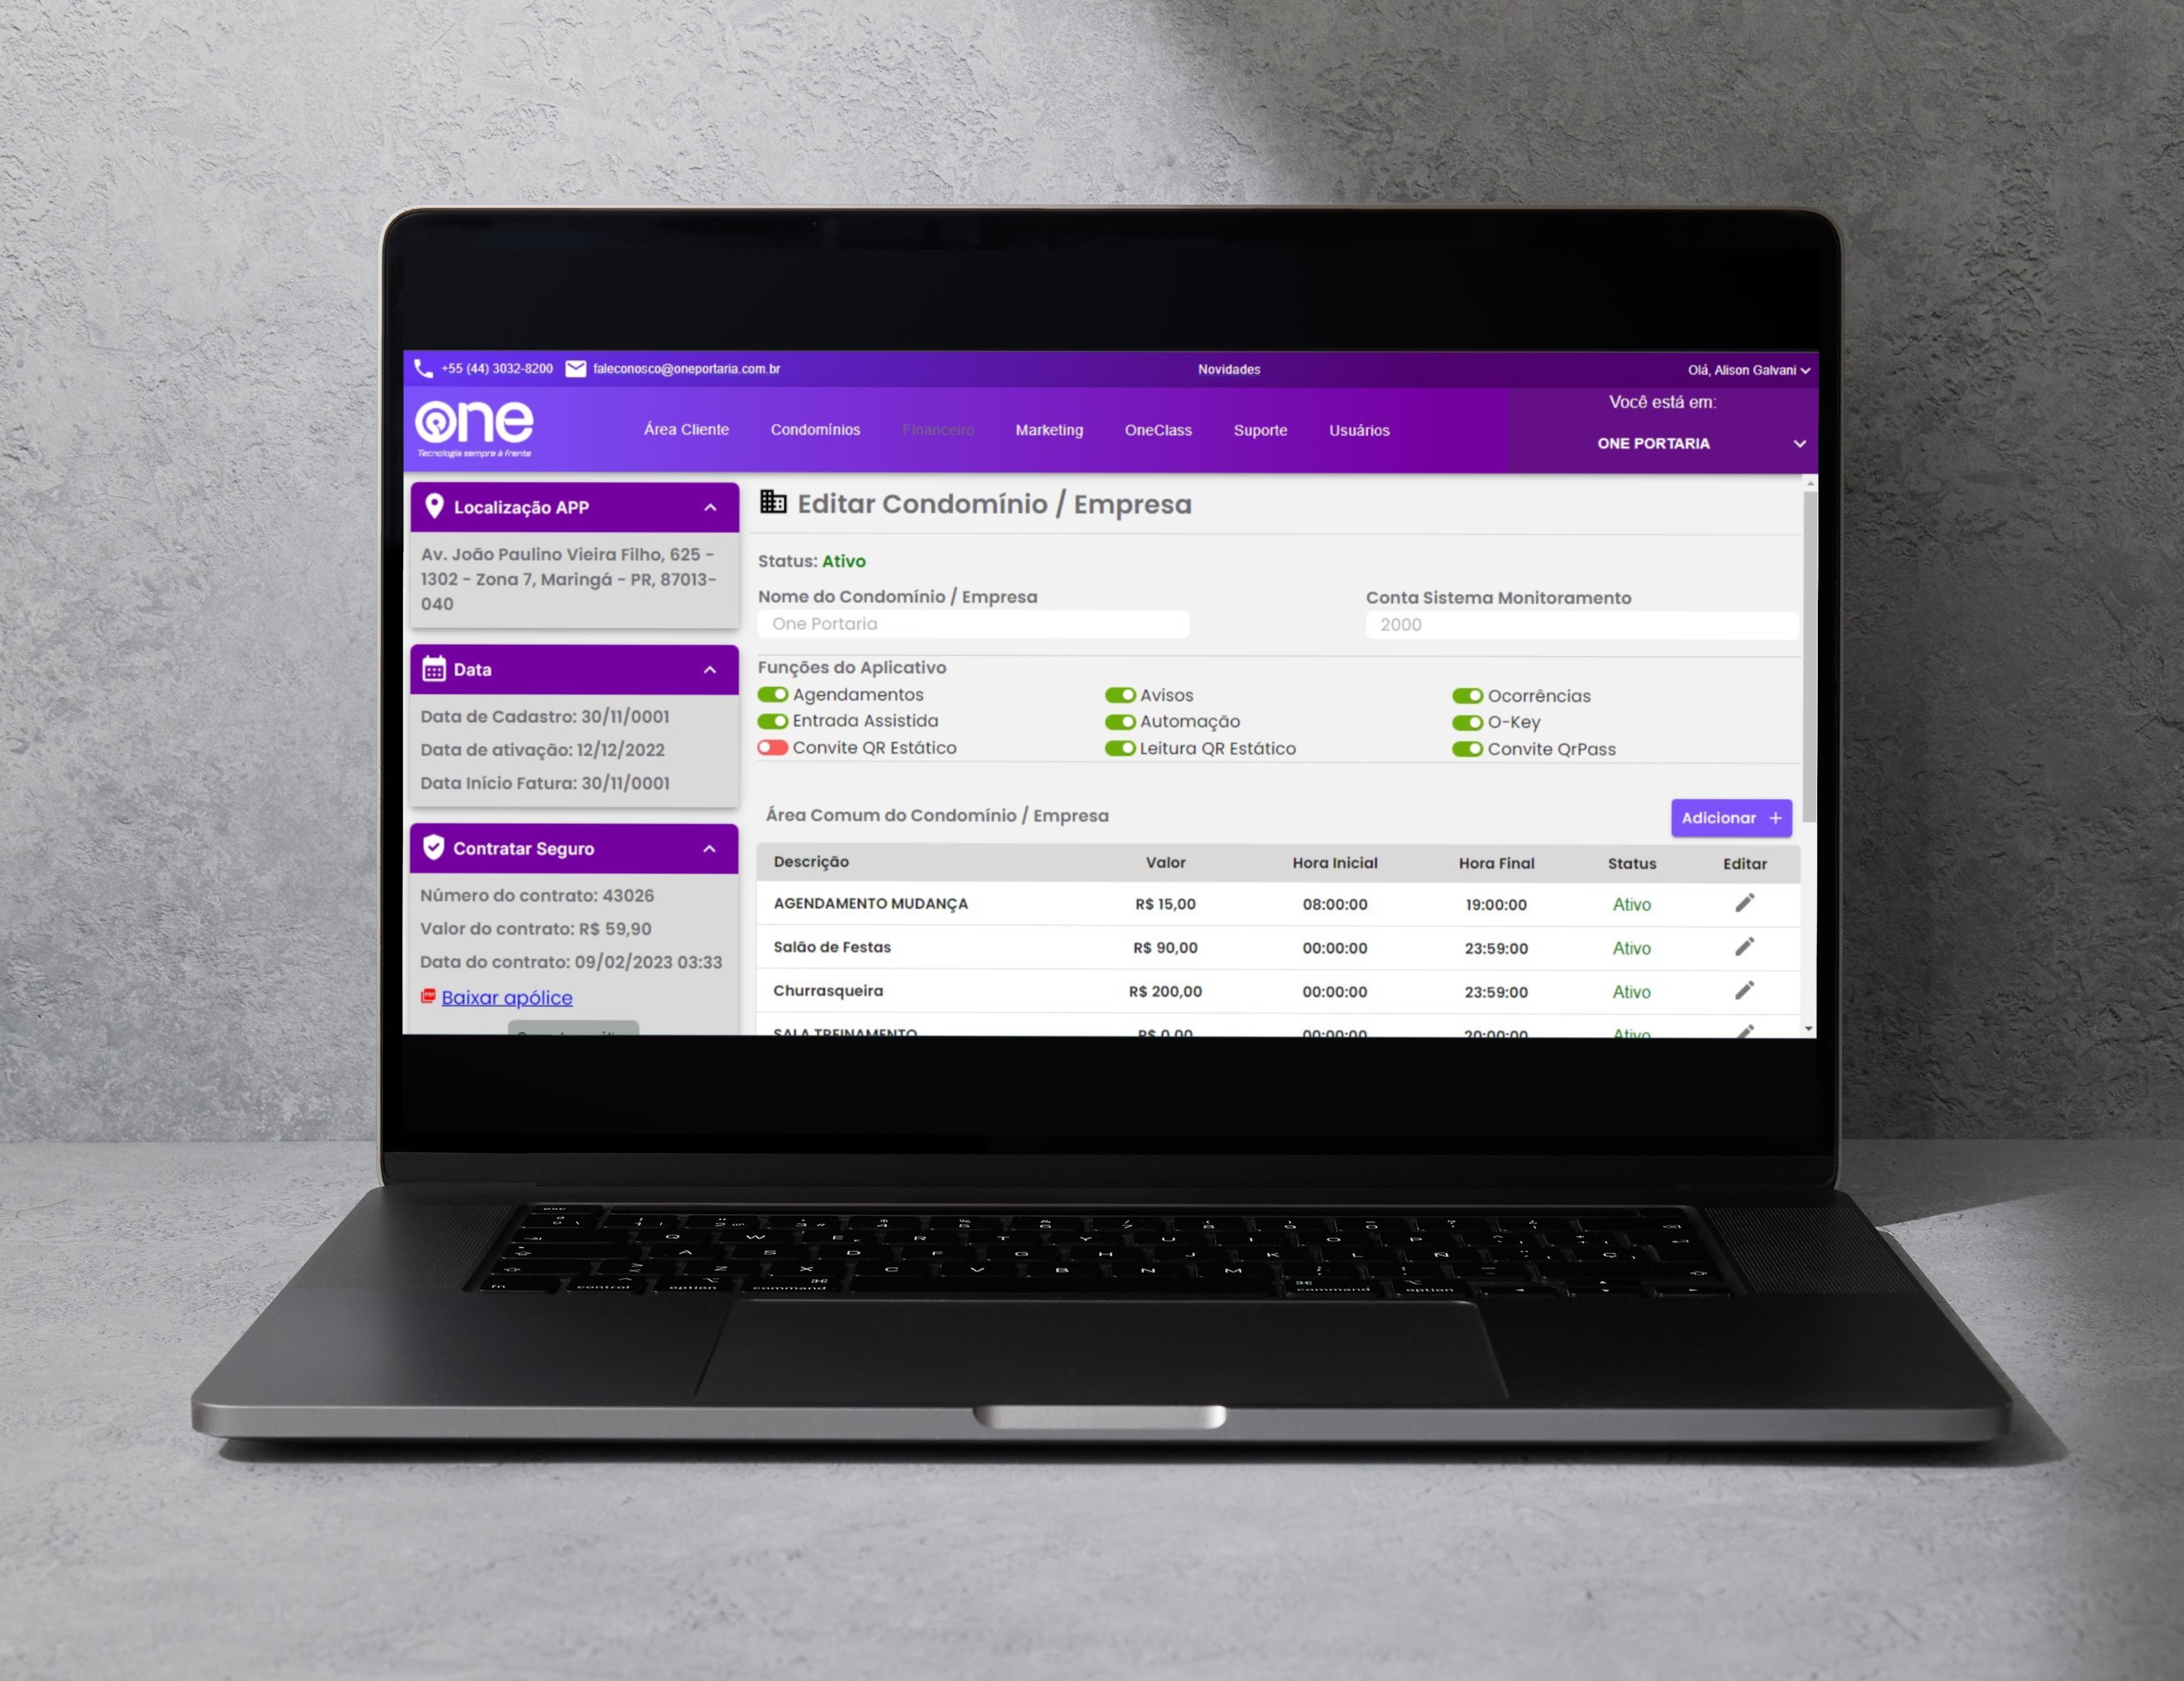 +55 (44) 3032-8200 faleconosco@oneportaria.com.br Novidades Olá, Alison Galvani
one
Tecnologia sempre à frente
Área Cliente Condomínios Financeiro Marketing OneClass Suporte Usuários
Você está em:
ONE PORTARIA
Localização APP
Av. João Paulino Vieira Filho, 625 -
1302 - Zona 7, Maringá - PR, 87013-
040
Data
Data de Cadastro: 30/11/0001
Data de ativação: 12/12/2022
Data Início Fatura: 30/11/0001
Contratar Seguro
Número do contrato: 43026
Valor do contrato: R$ 59,90
Data do contrato: 09/02/2023 03:33
Baixar apólice
Editar Condomínio / Empresa
Status: Ativo
Nome do Condomínio / Empresa Conta Sistema Monitoramento
One Portaria 2000
Funções do Aplicativo
Agendamentos Avisos Ocorrências
Entrada Assistida Automação O-Key
Convite QR Estático Leitura QR Estático Convite QrPass
Área Comum do Condomínio / Empresa Adicionar +
Descrição Valor Hora Inicial Hora Final Status Editar
AGENDAMENTO MUDANÇA R$ 15,00 08:00:00 19:00:00 Ativo
Salão de Festas R$ 90,00 00:00:00 23:59:00 Ativo
Churrasqueira R$ 200,00 00:00:00 23:59:00 Ativo
SALA TREINAMENTO R$ 0,00 00:00:00 20:00:00 Ativo
esc
Q W E R T Y U I O P
A S D F G H J K L Ñ
Z X C V B N M
fn control option command command option